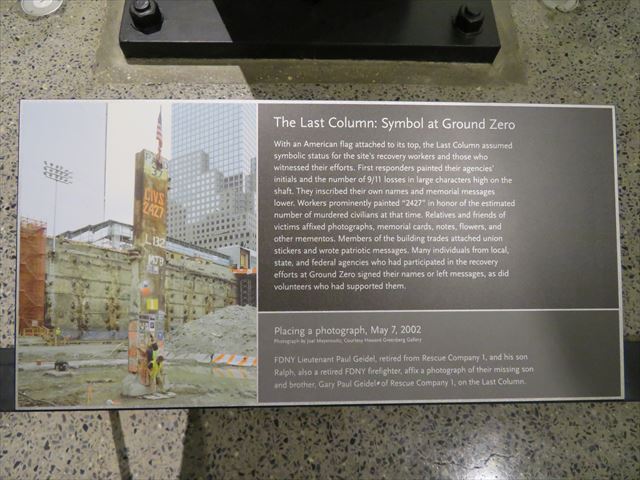 The Last Column: Symbol at Ground Zero
With an American flag attached to its top, the Last Column assumed
symbolic status for the site's recovery workers and those who
witnessed their efforts. First responders painted their agencies'
initials and the number of 9/11 losses in large characters high on the
shaft. They inscribed their own names and memorial messages
lower. Workers prominently painted "2427" in honor of the estimated
number of murdered civilians at that time. Relatives and friends of
victims affixed photographs, memorial cards, notes, flowers, and
other mementos. Members of the building trades attached union
stickers and wrote patriotic messages. Many individuals from local,
state, and federal agencies who had participated in the recovery
efforts at Ground Zero signed their names or left messages, as did
volunteers who had supported them.
Placing a photograph, May 7, 2002
Photograph by Joel Meyerowitz, Courtesy Howard Greenberg Gallery
FDNY Lieutenant Paul Geidel, retired from Rescue Company 1, and his son
Ralph, also a retired FDNY firefighter, affix a photograph of their missing son
and brother, Gary Paul Geidel, of Rescue Company 1, on the Last Column.
37
CIVS
2427
L.132